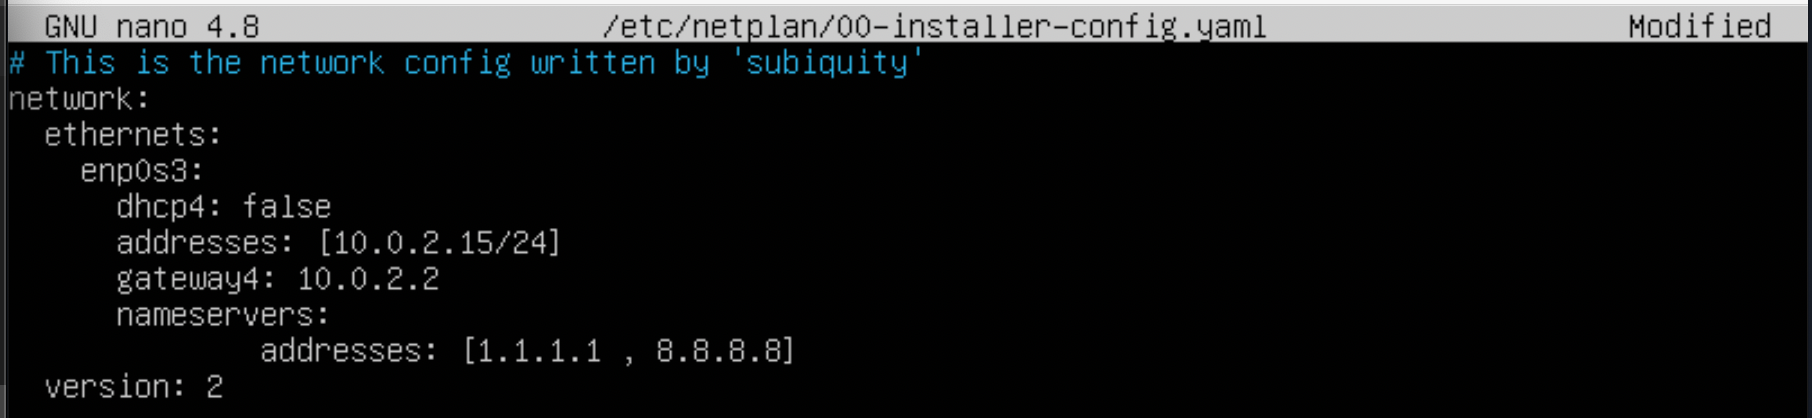 GNU nano 4.8 /etc/netplan/00-installer-config.yaml Modified
# This is the network config written by 'subiquity'
network:
  ethernets:
    enp0s3:
      dhcp4: false
      addresses: [10.0.2.15/24]
      gateway4: 10.0.2.2
      nameservers:
              addresses: [1.1.1.1 , 8.8.8.8]
  version: 2